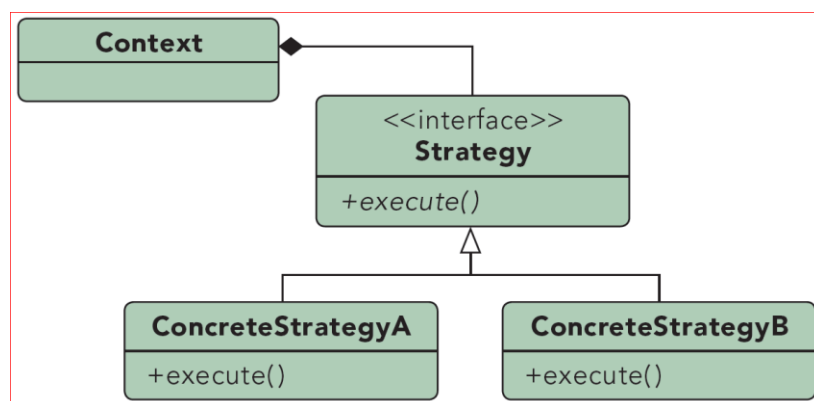 Context
<<interface>>
Strategy
+execute()
ConcreteStrategyA
+execute()
ConcreteStrategyB
+execute()